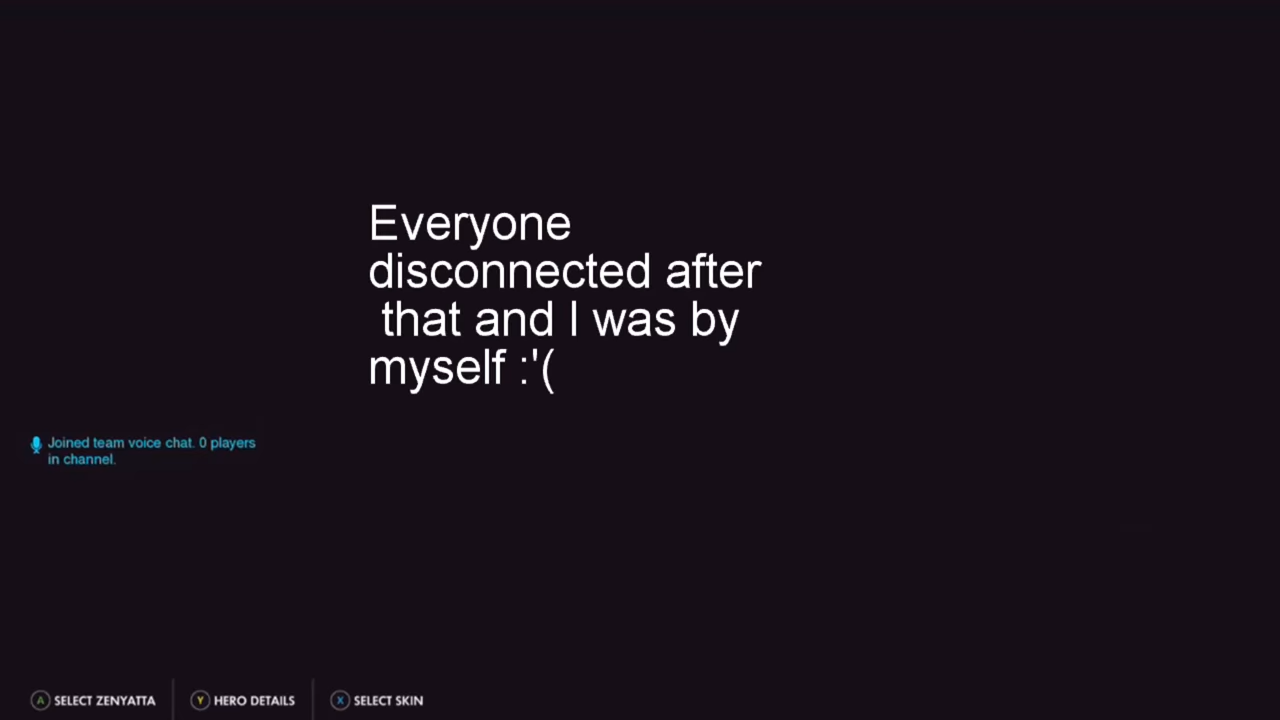 Everyone
disconnected after
that and I was by
myself :'(
Joined team voice chat. 0 players
in channel.
A SELECT ZENYATTA
Y HERO DETAILS
X SELECT SKIN